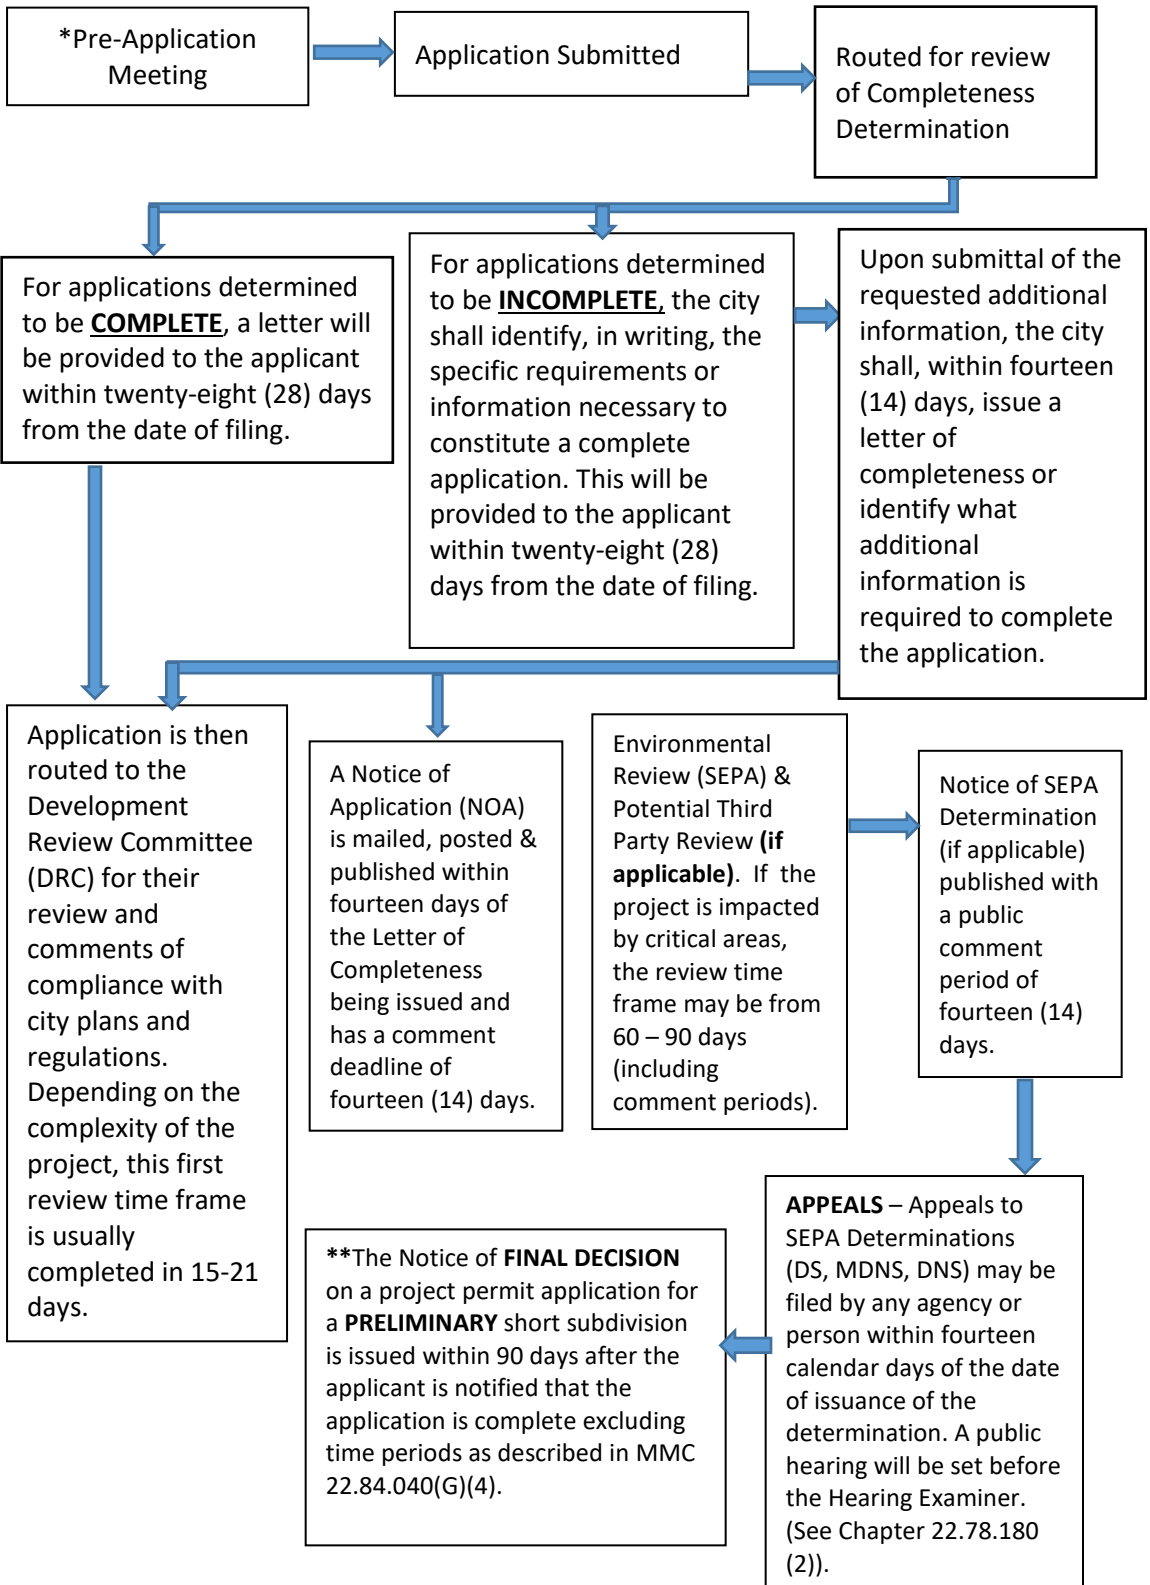 *Pre-Application
Meeting
Application Submitted
Routed for review
of Completeness
Determination
For applications determined
to be COMPLETE, a letter will
be provided to the applicant
within twenty-eight (28) days
from the date of filing.
For applications determined
to be INCOMPLETE, the city
shall identify, in writing, the
specific requirements or
information necessary to
constitute a complete
application. This will be
provided to the applicant
within twenty-eight (28)
days from the date of filing.
Upon submittal of the
requested additional
information, the city
shall, within fourteen
(14) days, issue a
letter of
completeness or
identify what
additional
information is
required to complete
the application.
Application is then
routed to the
Development
Review Committee
(DRC) for their
review and
comments of
compliance with
city plans and
regulations.
Depending on the
complexity of the
project, this first
review time frame
is usually
completed in 15-21
days.
A Notice of
Application (NOA)
is mailed, posted &
published within
fourteen days of
the Letter of
Completeness
being issued and
has a comment
deadline of
fourteen (14) days.
Environmental
Review (SEPA) &
Potential Third
Party Review (if
applicable). If the
project is impacted
by critical areas,
the review time
frame may be from
60 – 90 days
(including
comment periods).
Notice of SEPA
Determination
(if applicable)
published with
a public
comment
period of
fourteen (14)
days.
APPEALS – Appeals to
SEPA Determinations
(DS, MDNS, DNS) may be
filed by any agency or
person within fourteen
calendar days of the date
of issuance of the
determination. A public
hearing will be set before
the Hearing Examiner.
(See Chapter 22.78.180
(2)).
**The Notice of FINAL DECISION
on a project permit application for
a PRELIMINARY short subdivision
is issued within 90 days after the
applicant is notified that the
application is complete excluding
time periods as described in MMC
22.84.040(G)(4).